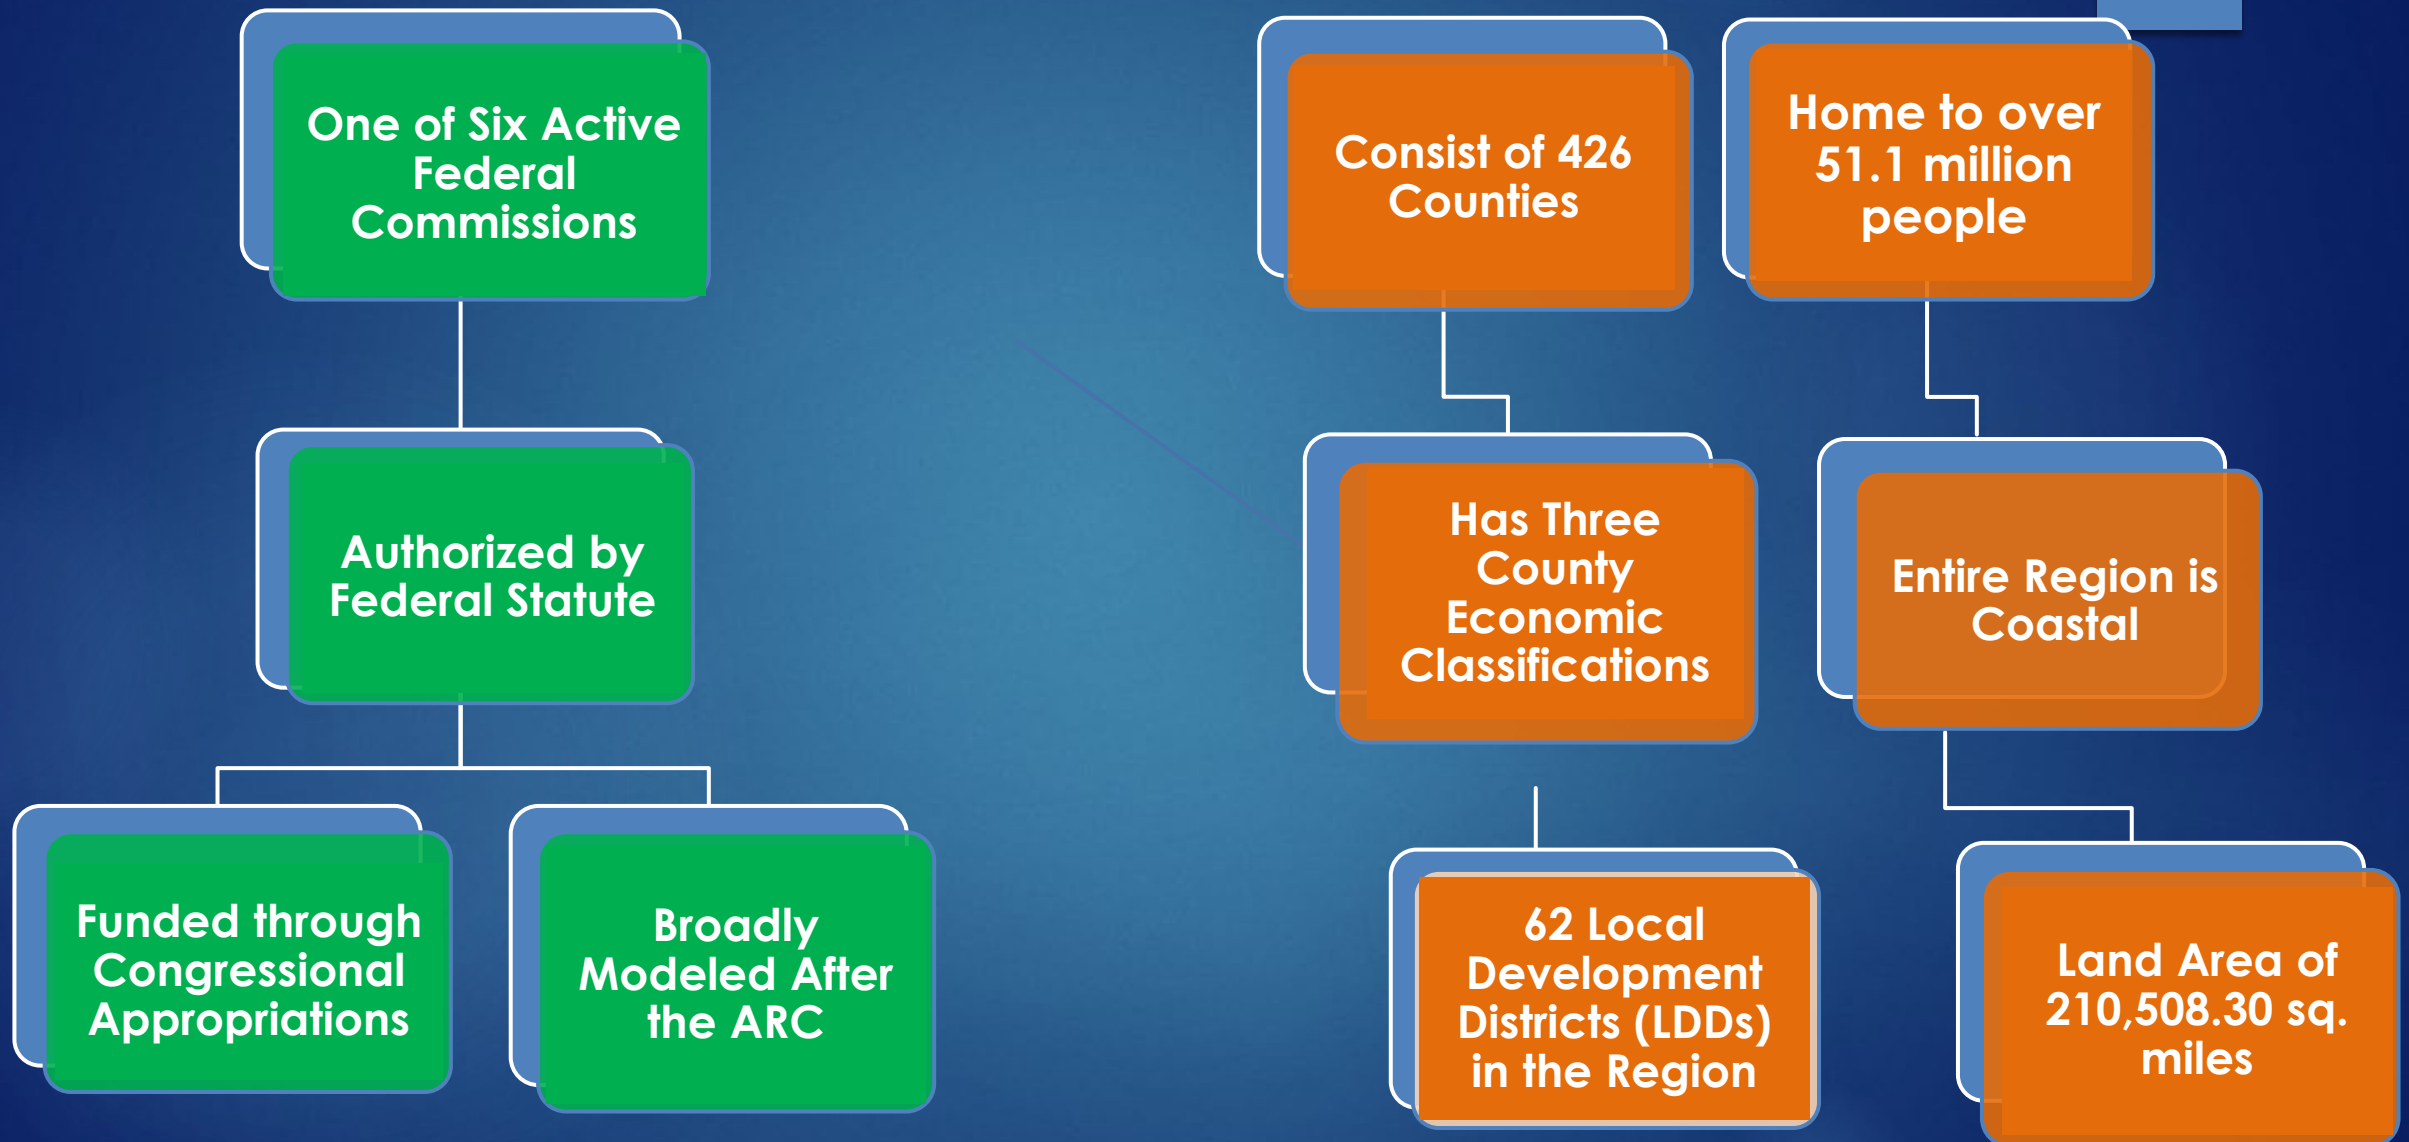 One of Six Active
Federal
Commissions
Authorized by
Federal Statute
Funded through
Congressional
Appropriations
Broadly
Modeled After
the ARC
Consist of 426
Counties
Has Three
County
Economic
Classifications
62 Local
Development
Districts (LDDs)
in the Region
Home to over
51.1 million
people
Entire Region is
Coastal
Land Area of
210,508.30 sq.
miles